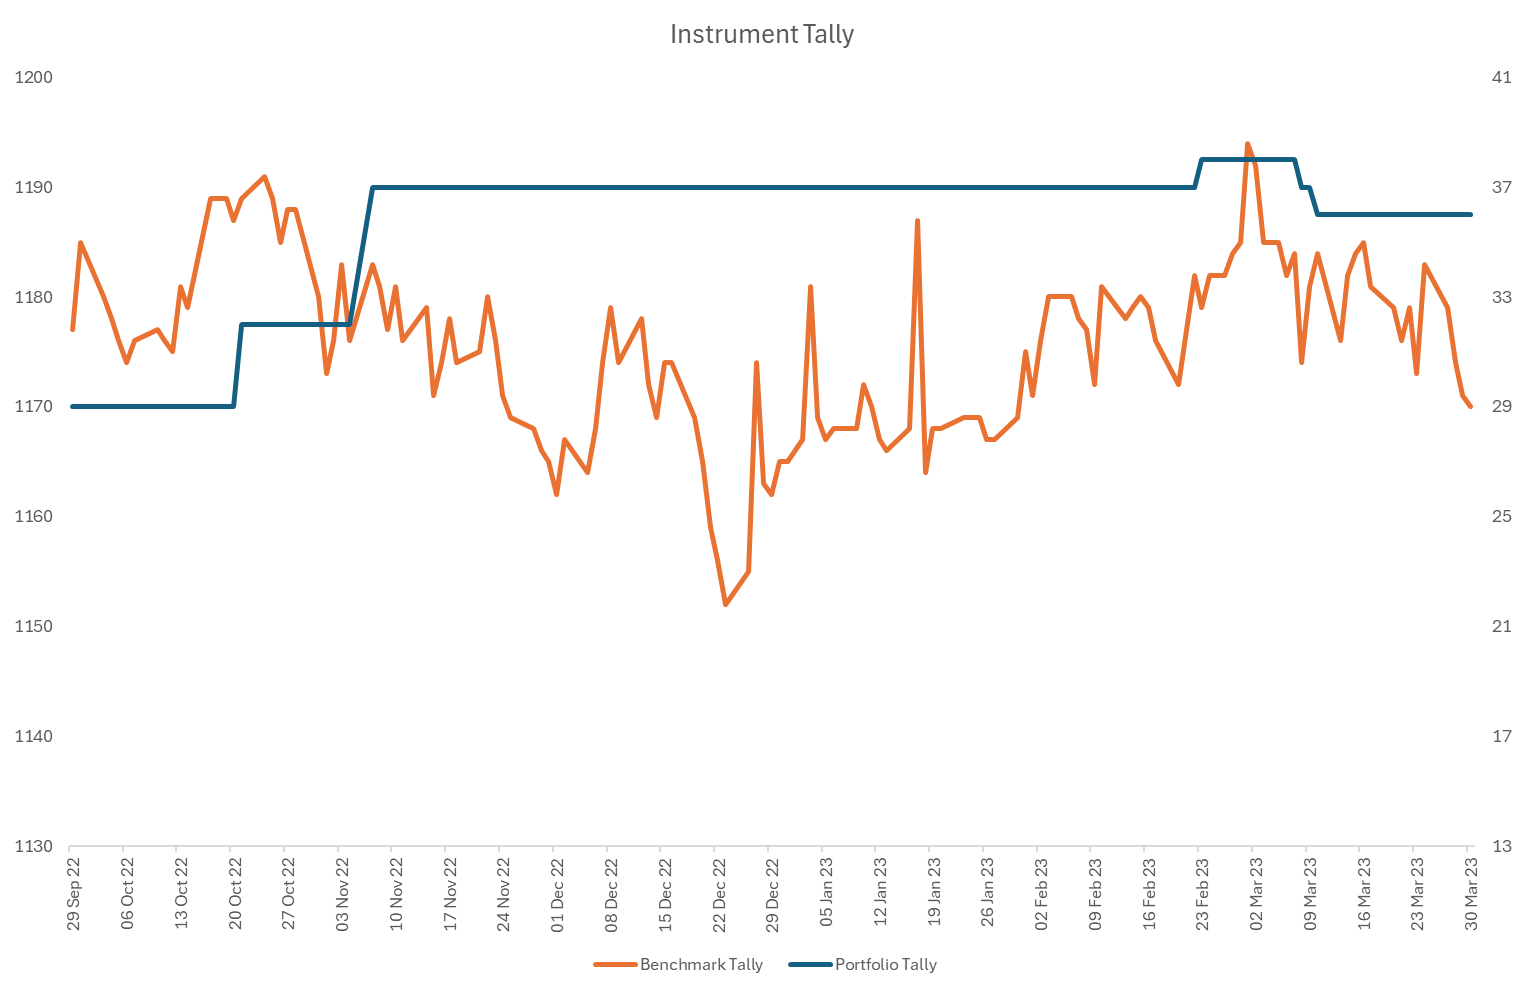 Instrument Tally
1200
1190
1180
1170
1160
1150
1140
1130
41
37
33
29
25
21
17
13
29 Sep 22
06 Oct 22
13 Oct 22
20 Oct 22
27 Oct 22
03 Nov 22
10 Nov 22
17 Nov 22
24 Nov 22
01 Dec 22
08 Dec 22
15 Dec 22
22 Dec 22
29 Dec 22
05 Jan 23
12 Jan 23
19 Jan 23
26 Jan 23
02 Feb 23
09 Feb 23
16 Feb 23
23 Feb 23
02 Mar 23
09 Mar 23
16 Mar 23
23 Mar 23
30 Mar 23
Benchmark Tally
Portfolio Tally